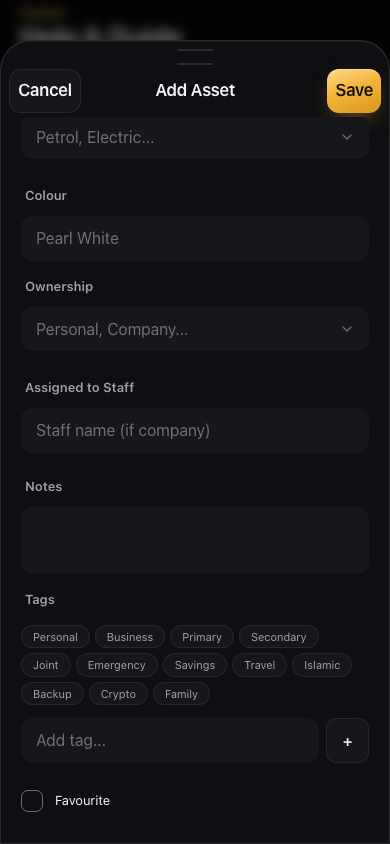 Cancel
Add Asset
Save
Petrol, Electric...
Colour
Pearl White
Ownership
Personal, Company...
Assigned to Staff
Staff name (if company)
Notes
Tags
Personal Business Primary Secondary
Joint Emergency Savings Travel Islamic
Backup Crypto Family
Add tag...
+
Favourite